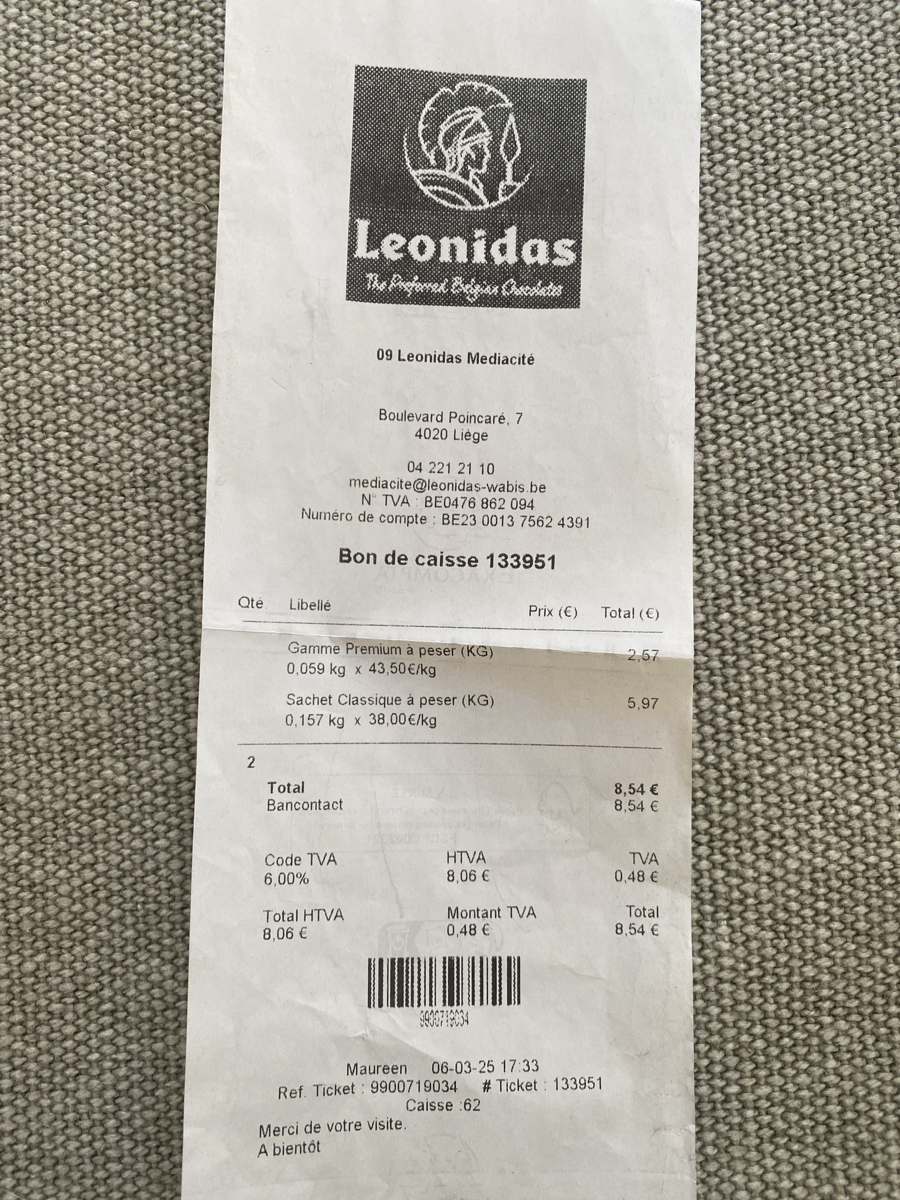 Leonidas
The Preferred Belgian Chocolates
09 Leonidas Mediacité
Boulevard Poincaré, 7
4020 Liège
04 221 21 10
mediacite@leonidas-wabis.be
N° TVA : BE0476 862 094
Numéro de compte : BE23 0013 7562 4391
Bon de caisse 133951
Qté Libellé Prix (€) Total (€)
Gamme Premium à peser (KG) 2,57
0,059 kg x 43,50€/kg
Sachet Classique à peser (KG) 5,97
0,157 kg x 38,00€/kg
2
Total 8,54 €
Bancontact 8,54 €
Code TVA HTVA TVA
6,00% 8,06 € 0,48 €
Total HTVA Montant TVA Total
8,06 € 0,48 € 8,54 €
9900719034
Maureen 06-03-25 17:33
Ref. Ticket : 9900719034 # Ticket : 133951
Caisse :62
Merci de votre visite.
A bientôt